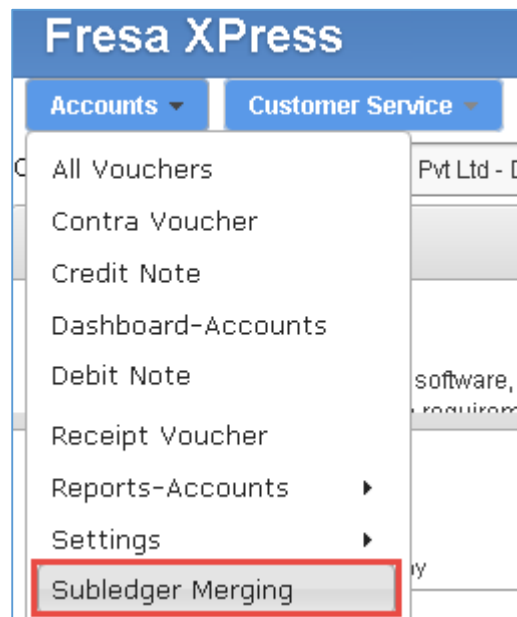 Fresa XPress
Accounts Customer Service
All Vouchers
Pvt Ltd -
Contra Voucher
Credit Note
Dashboard-Accounts
Debit Note
software,
Receipt Voucher
Reports-Accounts
Settings
Subledger Merging